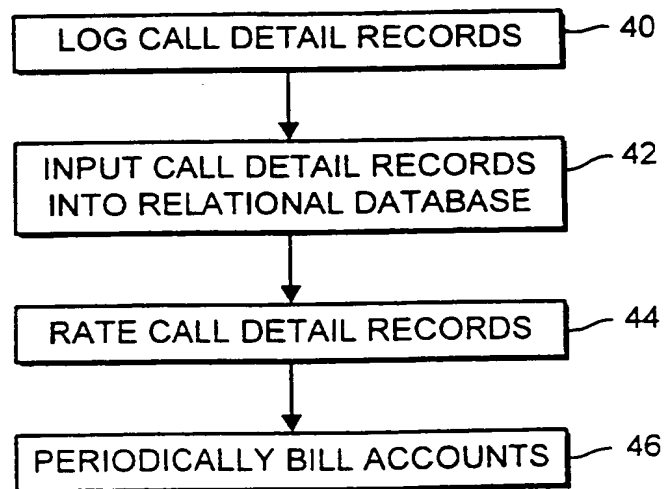 LOG CALL DETAIL RECORDS 40
INPUT CALL DETAIL RECORDS 42
INTO RELATIONAL DATABASE
RATE CALL DETAIL RECORDS 44
PERIODICALLY BILL ACCOUNTS 46